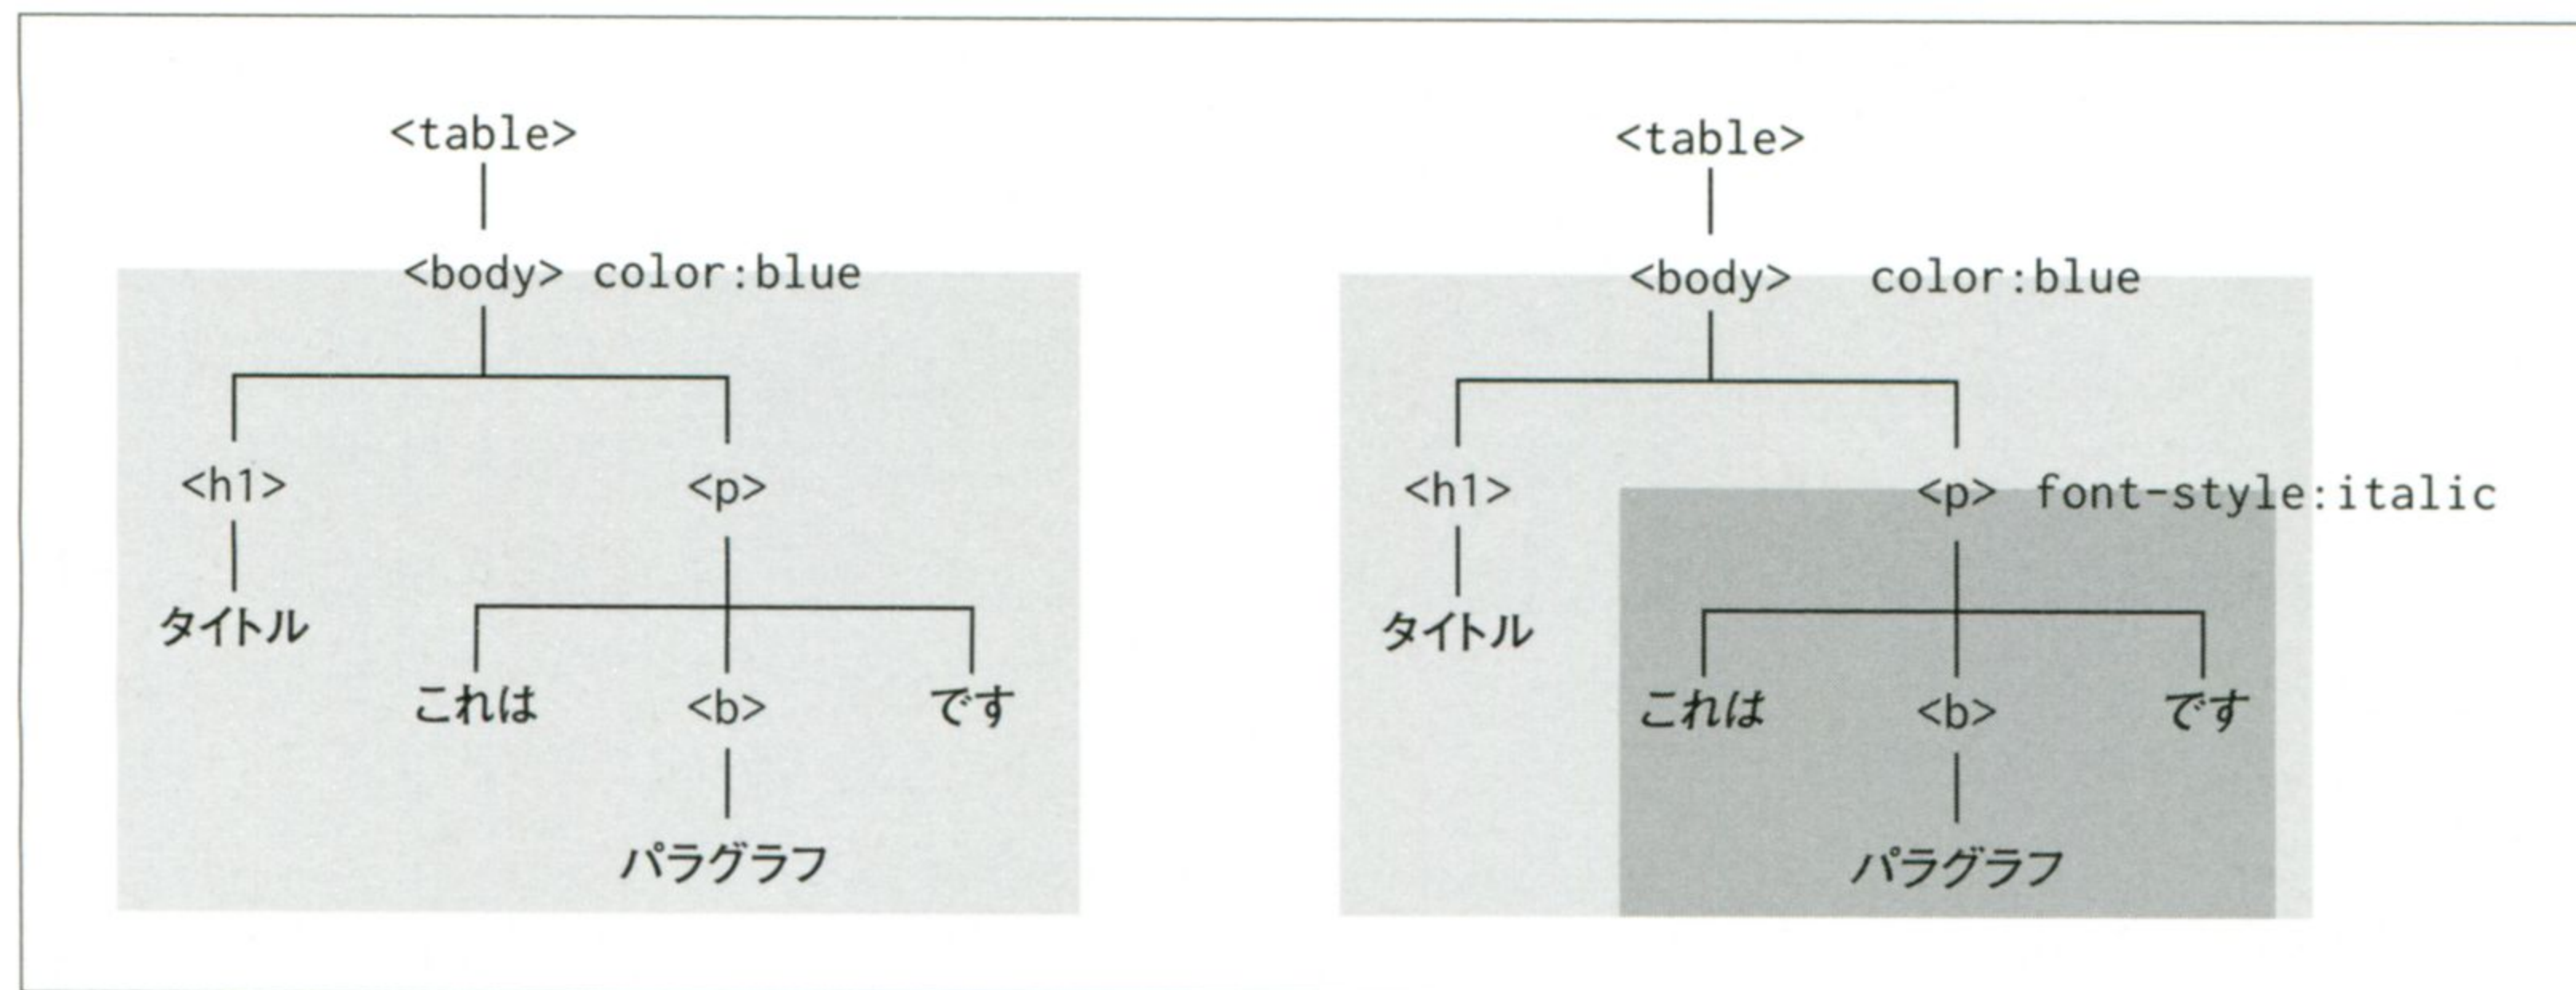 <table>
<body> color:blue
<h1>
<p>
タイトル
これは
<b>
です
パラグラフ
<table>
<body> color:blue
<h1>
<p> font-style:italic
タイトル
これは
<b>
です
パラグラフ